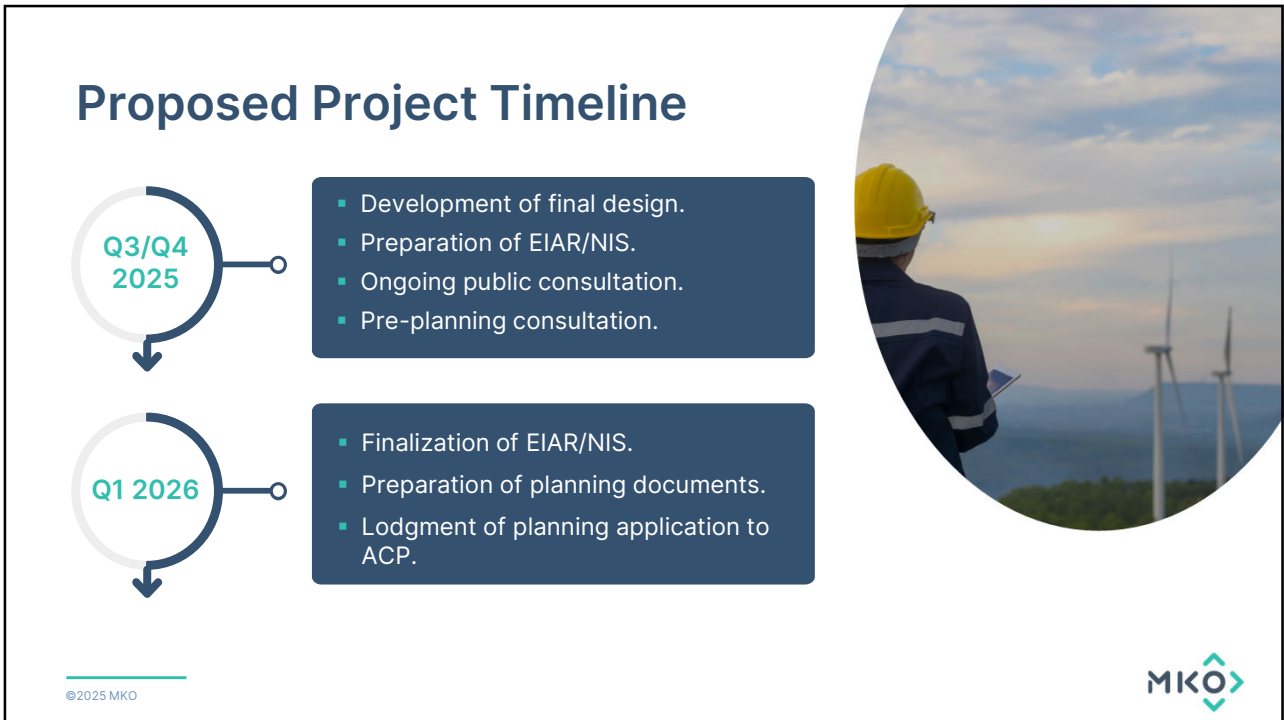 Proposed Project Timeline
Q3/Q4
2025
Development of final design.
Preparation of EIAR/NIS.
Ongoing public consultation.
Pre-planning consultation.
Q1 2026
Finalization of EIAR/NIS.
Preparation of planning documents.
Lodgment of planning application to
ACP.
©2025 MKO
MKO